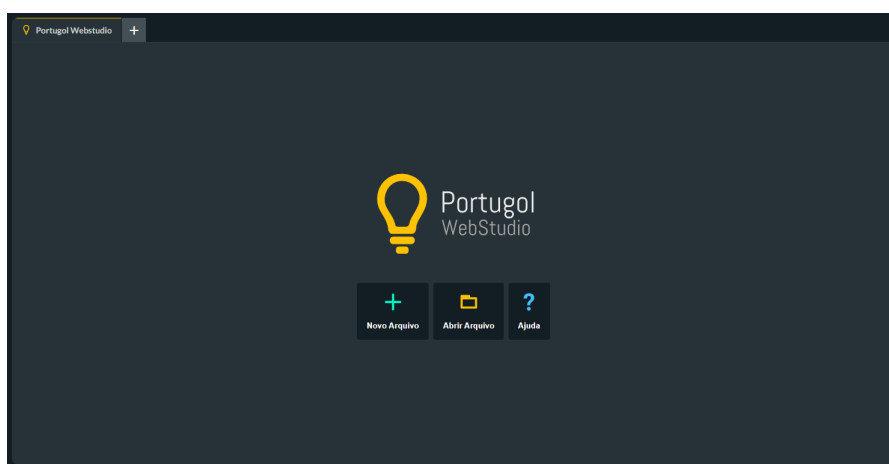 Portugol Webstudio +
Portugol
WebStudio
Novo Arquivo
Abrir Arquivo
? Ajuda